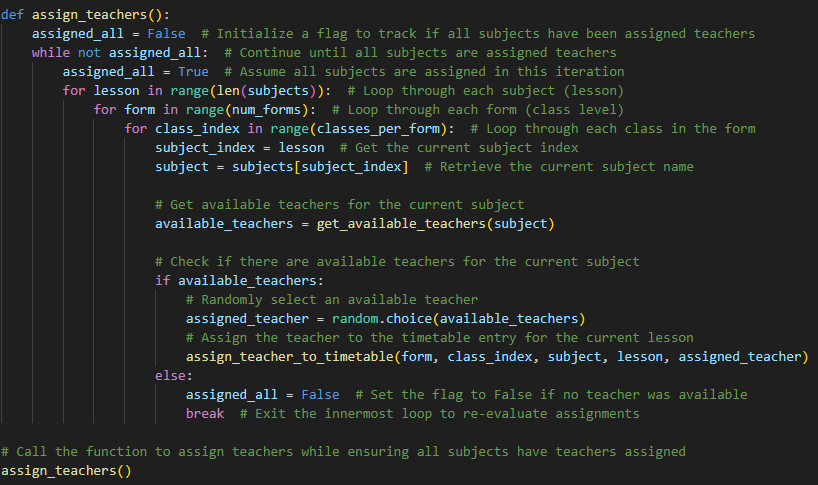 def assign_teachers():
    assigned_all = False  # Initialize a flag to track if all subjects have been assigned teachers
    while not assigned_all:  # Continue until all subjects are assigned teachers
        assigned_all = True  # Assume all subjects are assigned in this iteration
        for lesson in range(len(subjects)):  # Loop through each subject (lesson)
            for form in range(num_forms):  # Loop through each form (class level)
                for class_index in range(classes_per_form):  # Loop through each class in the form
                    subject_index = lesson  # Get the current subject index
                    subject = subjects[subject_index]  # Retrieve the current subject name

                    # Get available teachers for the current subject
                    available_teachers = get_available_teachers(subject)

                    # Check if there are available teachers for the current subject
                    if available_teachers:
                        # Randomly select an available teacher
                        assigned_teacher = random.choice(available_teachers)
                        # Assign the teacher to the timetable entry for the current lesson
                        assign_teacher_to_timetable(form, class_index, subject, lesson, assigned_teacher)
                    else:
                        assigned_all = False  # Set the flag to False if no teacher was available
                        break  # Exit the innermost loop to re-evaluate assignments

# Call the function to assign teachers while ensuring all subjects have teachers assigned
assign_teachers()